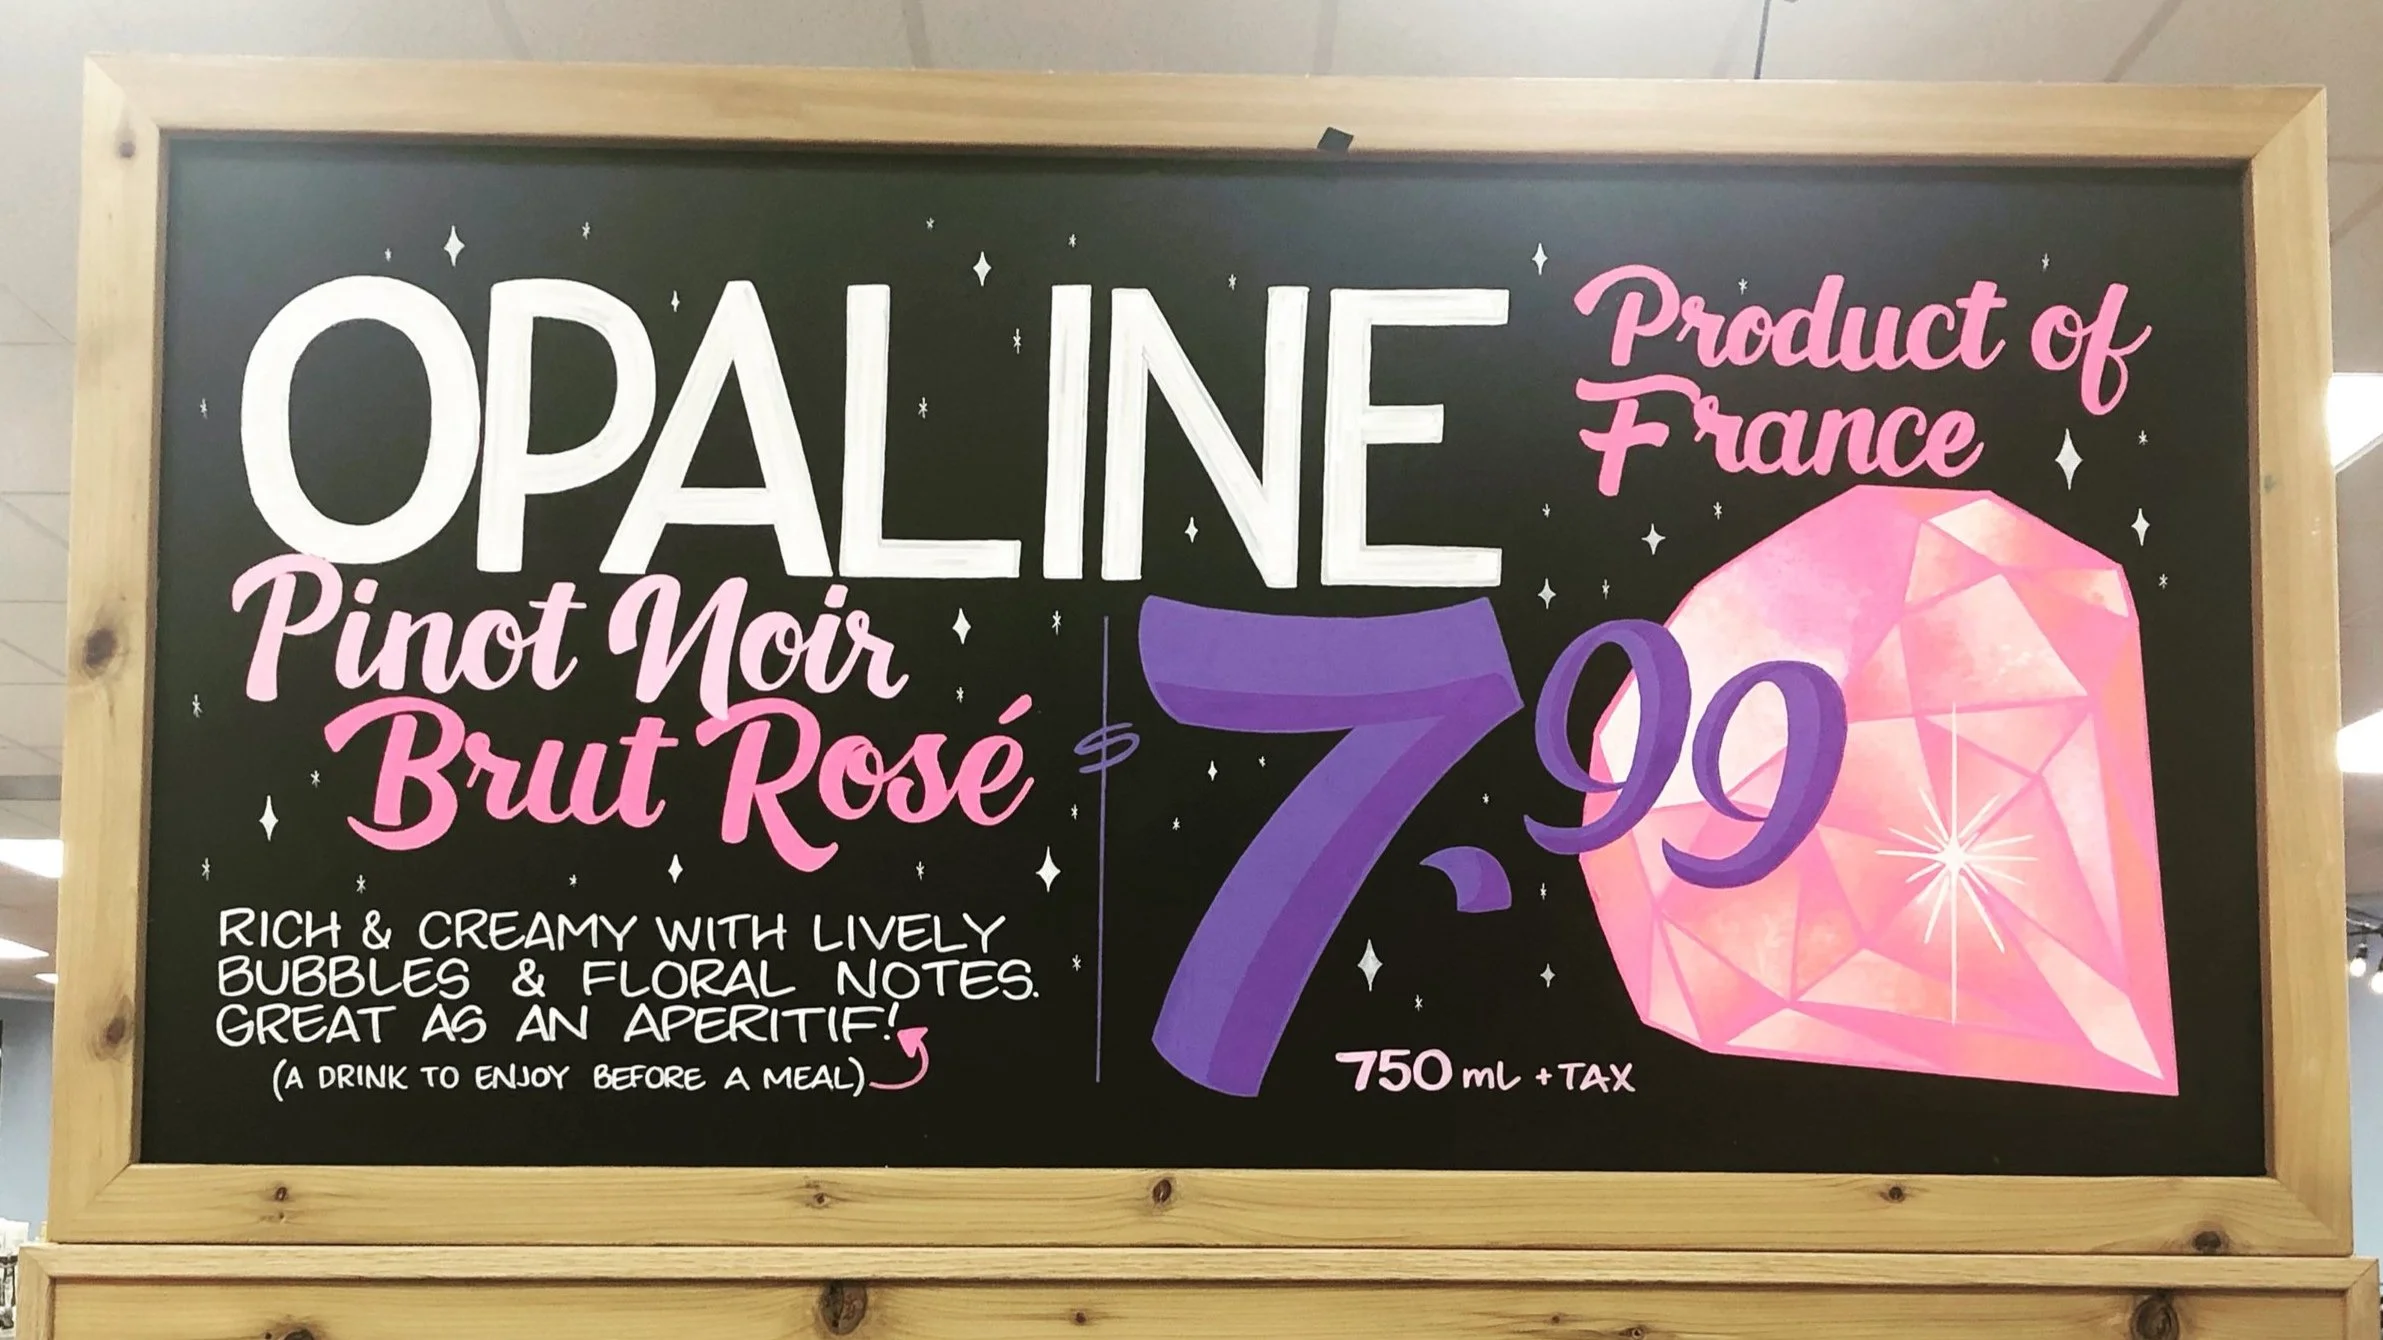 OPALINE
Product of
France
Pinot Noir
Brut Rosé
$7.99
RICH & CREAMY WITH LIVELY
BUBBLES & FLORAL NOTES.
GREAT AS AN APERITIF!
(A DRINK TO ENJOY BEFORE A MEAL)
750 mL + TAX